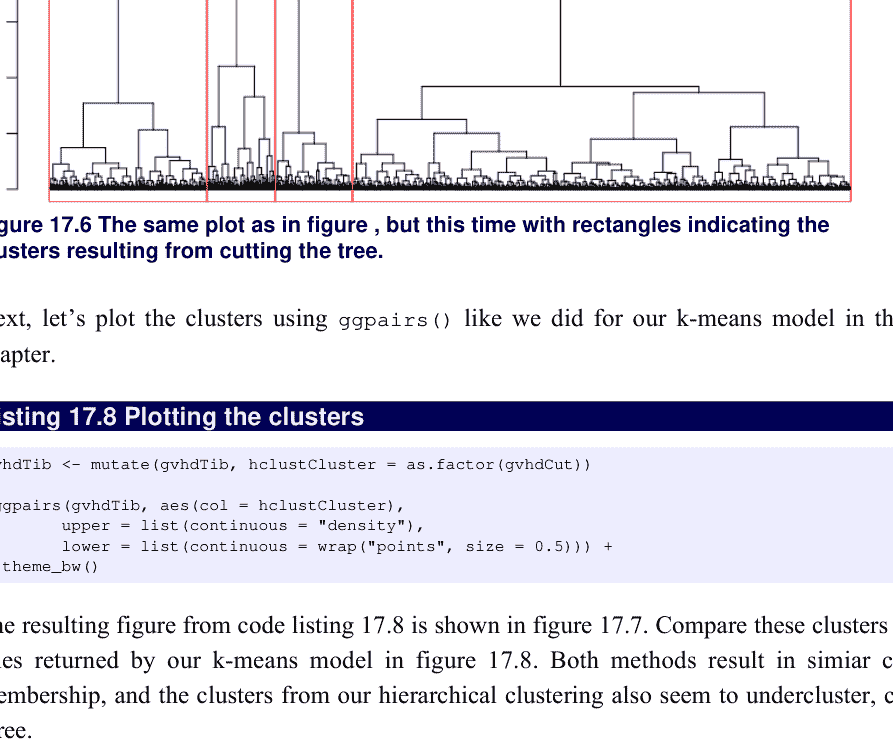 gure 17.6 The same plot as in figure , but this time with rectangles indicating the
usters resulting from cutting the tree.
ext, let’s plot the clusters using ggpairs() like we did for our k-means model in th
apter.
sting 17.8 Plotting the clusters
vhdTib <- mutate(gvhdTib, hclustCluster = as.factor(gvhdCut))
gpairs(gvhdTib, aes(col = hclustCluster),
upper = list(continuous = "density"),
lower = list(continuous = wrap("points", size = 0.5))) +
theme_bw()
he resulting figure from code listing 17.8 is shown in figure 17.7. Compare these clusters
es returned by our k-means model in figure 17.8. Both methods result in simiar c
embership, and the clusters from our hierarchical clustering also seem to undercluster, c
ree.